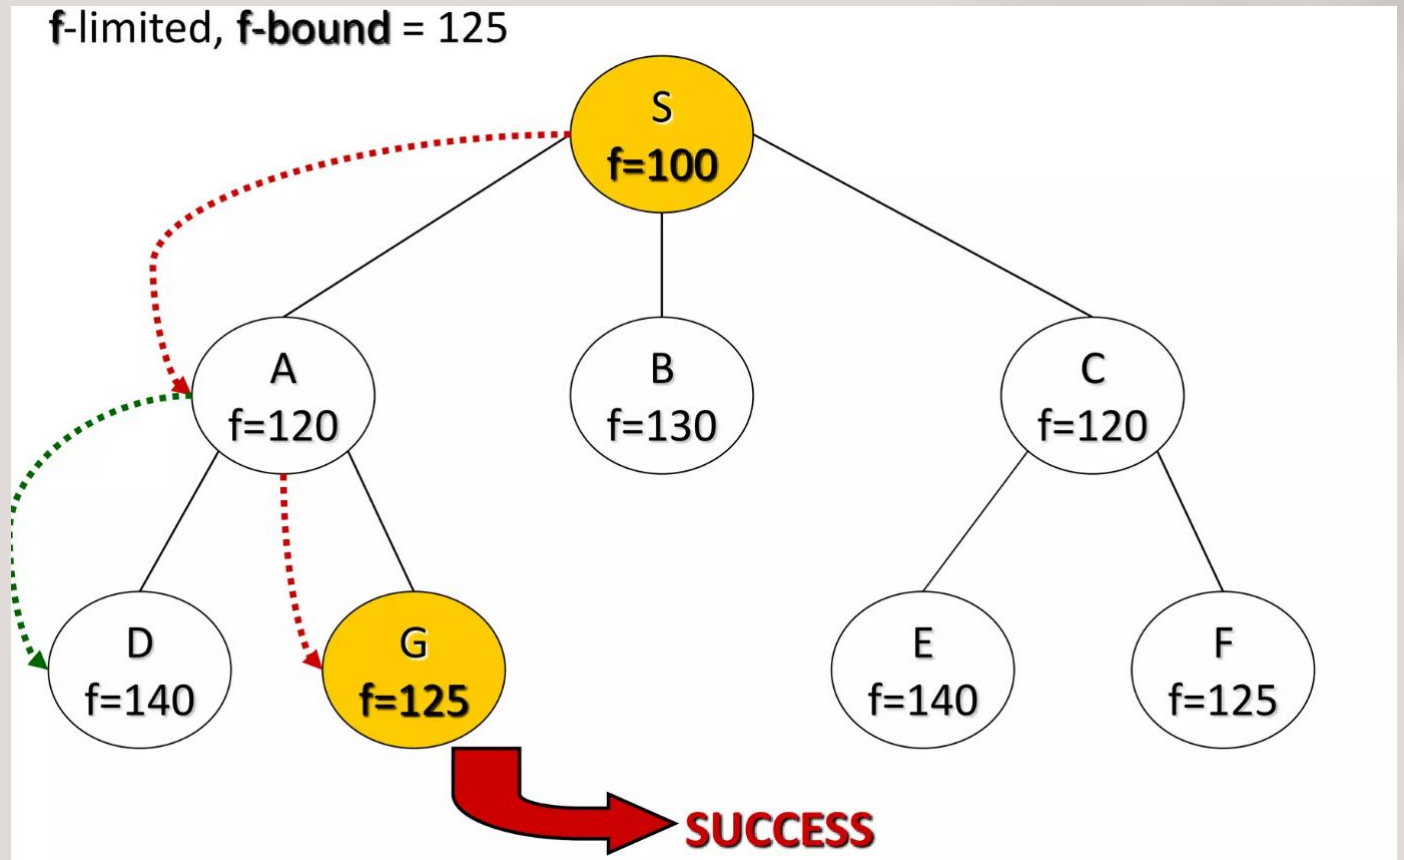 f-limited, f-bound = 125
S
f=100
A
f=120
B
f=130
C
f=120
D
f=140
G
f=125
E
f=140
F
f=125
SUCCESS